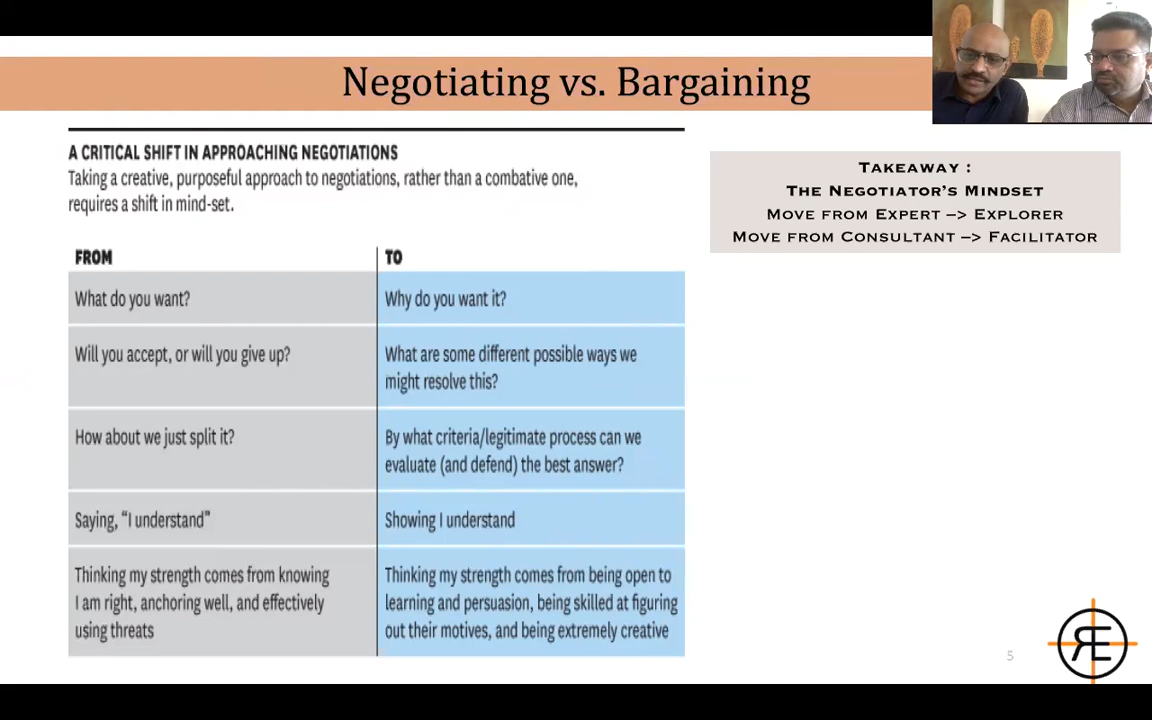 Negotiating vs. Bargaining
A CRITICAL SHIFT IN APPROACHING NEGOTIATIONS
Taking a creative, purposeful approach to negotiations, rather than a combative one,
requires a shift in mind-set.
FROM
TO
What do you want?
Why do you want it?
Will you accept, or will you give up?
What are some different possible ways we
might resolve this?
How about we just split it?
By what criteria/legitimate process can we
evaluate (and defend) the best answer?
Saying, “I understand”
Showing I understand
Thinking my strength comes from knowing
I am right, anchoring well, and effectively
using threats
Thinking my strength comes from being open to
learning and persuasion, being skilled at figuring
out their motives, and being extremely creative
TAKEAWAY :
THE NEGOTIATOR’S MINDSET
MOVE FROM EXPERT –> EXPLORER
MOVE FROM CONSULTANT –> FACILITATOR
5
RE